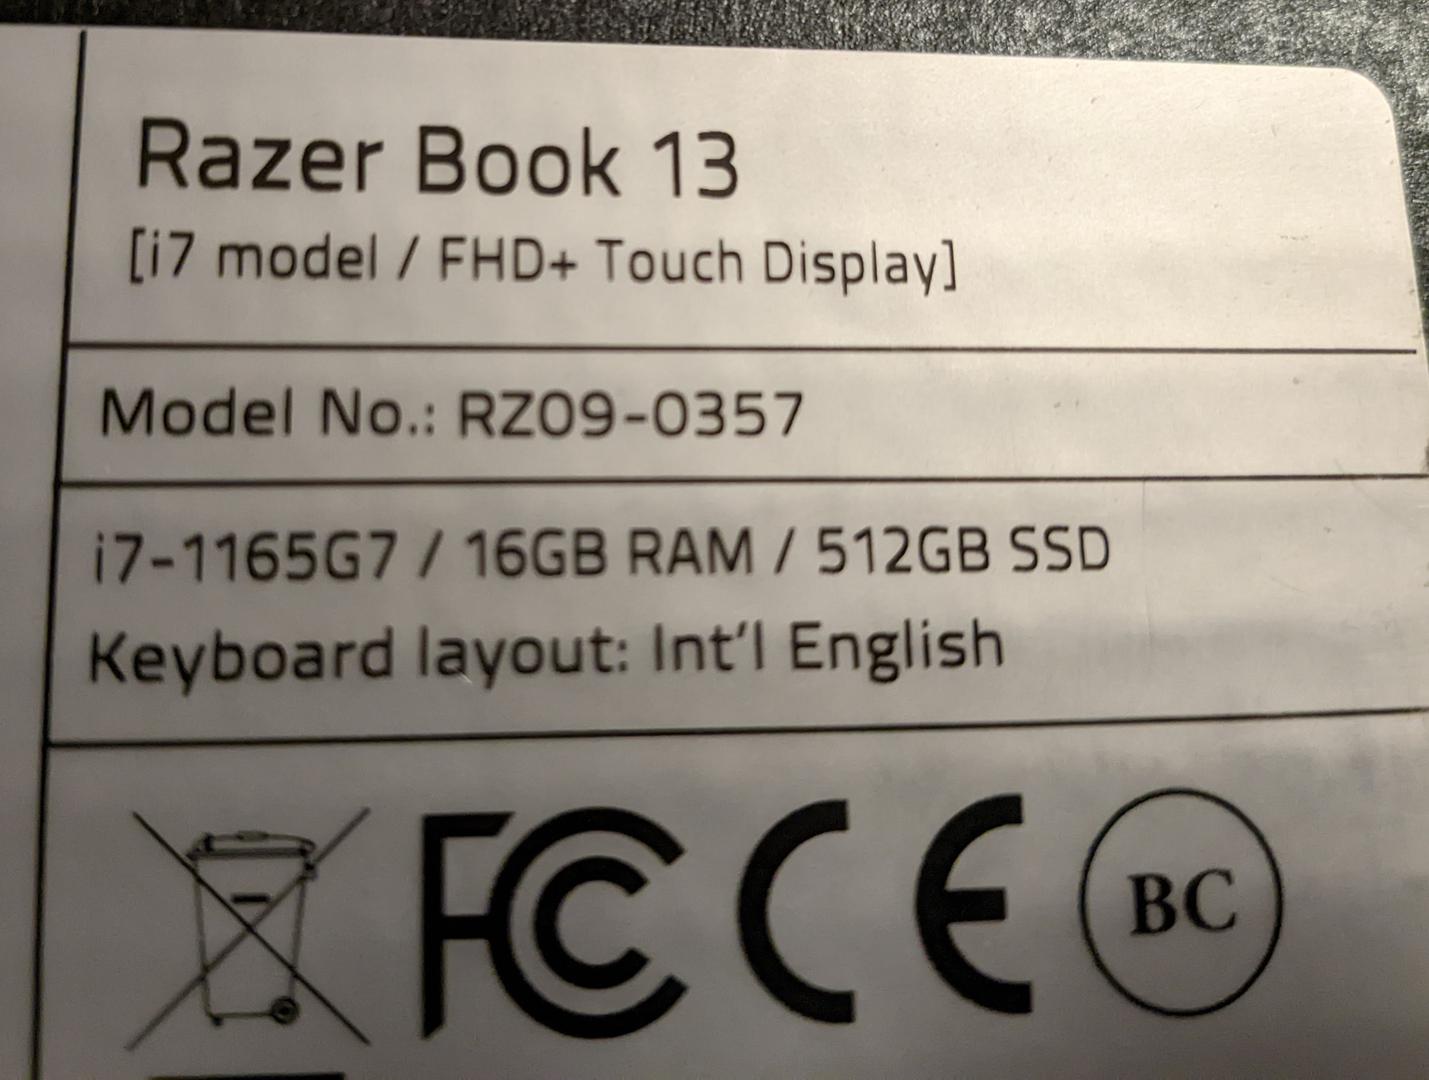 Razer Book 13
[i7 model / FHD+ Touch Display]
Model No.: RZ09-0357
i7-1165G7 / 16GB RAM / 512GB SSD
Keyboard layout: Int'l English
FC CE BC